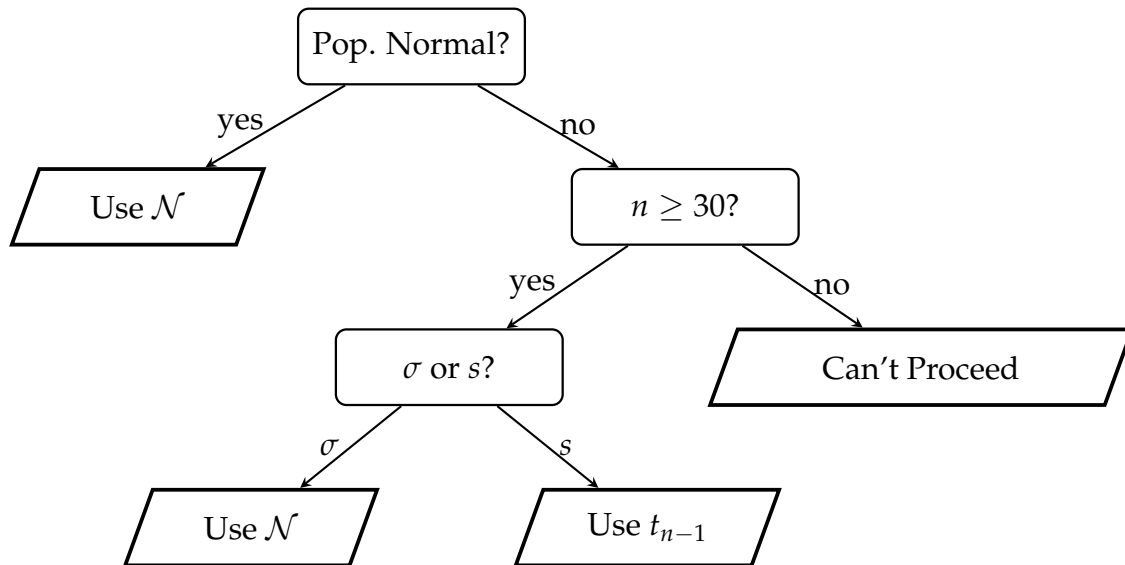 Pop. Normal?
yes
no
Use 𝒩
n ≥ 30?
yes
no
σ or s?
Can't Proceed
σ
s
Use 𝒩
Use tₙ₋₁